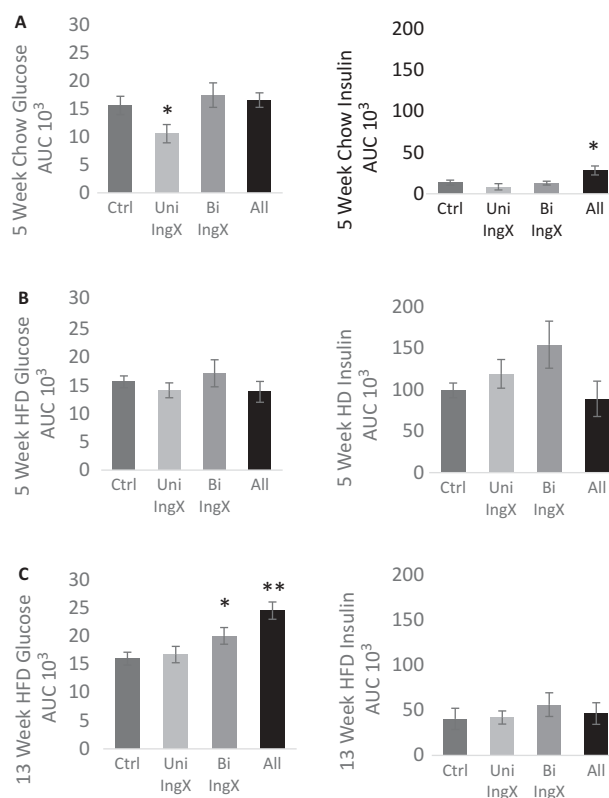 A
5 Week Chow Glucose
AUC 10³
30
25
20
15
10
5
0
*
Ctrl Uni IngX Bi IngX All
5 Week Chow Insulin
AUC 10³
200
150
100
50
0
*
Ctrl Uni IngX Bi IngX All
B
5 Week HFD Glucose
AUC 10³
30
25
20
15
10
5
0
Ctrl Uni IngX Bi IngX All
5 Week HD Insulin
AUC 10³
200
150
100
50
0
Ctrl Uni IngX Bi IngX All
C
13 Week HFD Glucose
AUC 10³
30
25
20
15
10
5
0
* **
Ctrl Uni IngX Bi IngX All
13 Week HFD Insulin
AUC 10³
200
150
100
50
0
Ctrl Uni IngX Bi IngX All